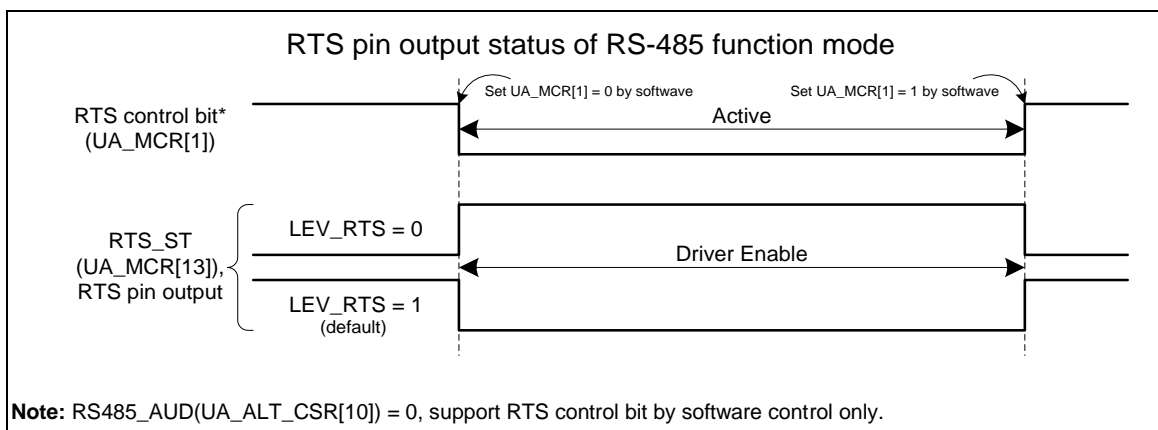 RTS pin output status of RS-485 function mode
Set UA_MCR[1] = 0 by softwave
Set UA_MCR[1] = 1 by softwave
RTS control bit*
(UA_MCR[1])
Active
RTS_ST
(UA_MCR[13]),
RTS pin output
LEV_RTS = 0
Driver Enable
LEV_RTS = 1
(default)
Note: RS485_AUD(UA_ALT_CSR[10]) = 0, support RTS control bit by software control only.